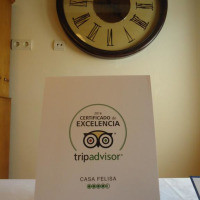 CERTIFICADO de
EXCELENCIA
tripadvisor
CASA FELISA